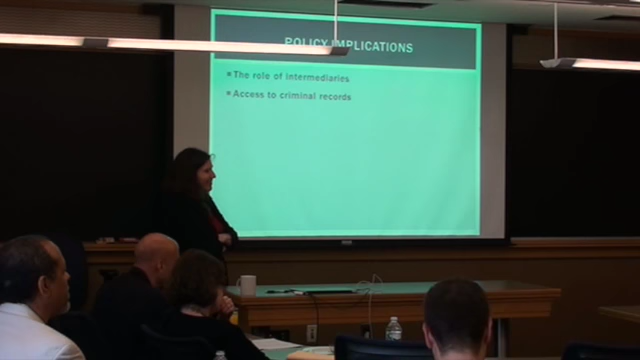 POLICY IMPLICATIONS
▪ The role of intermediaries
▪ Access to criminal records